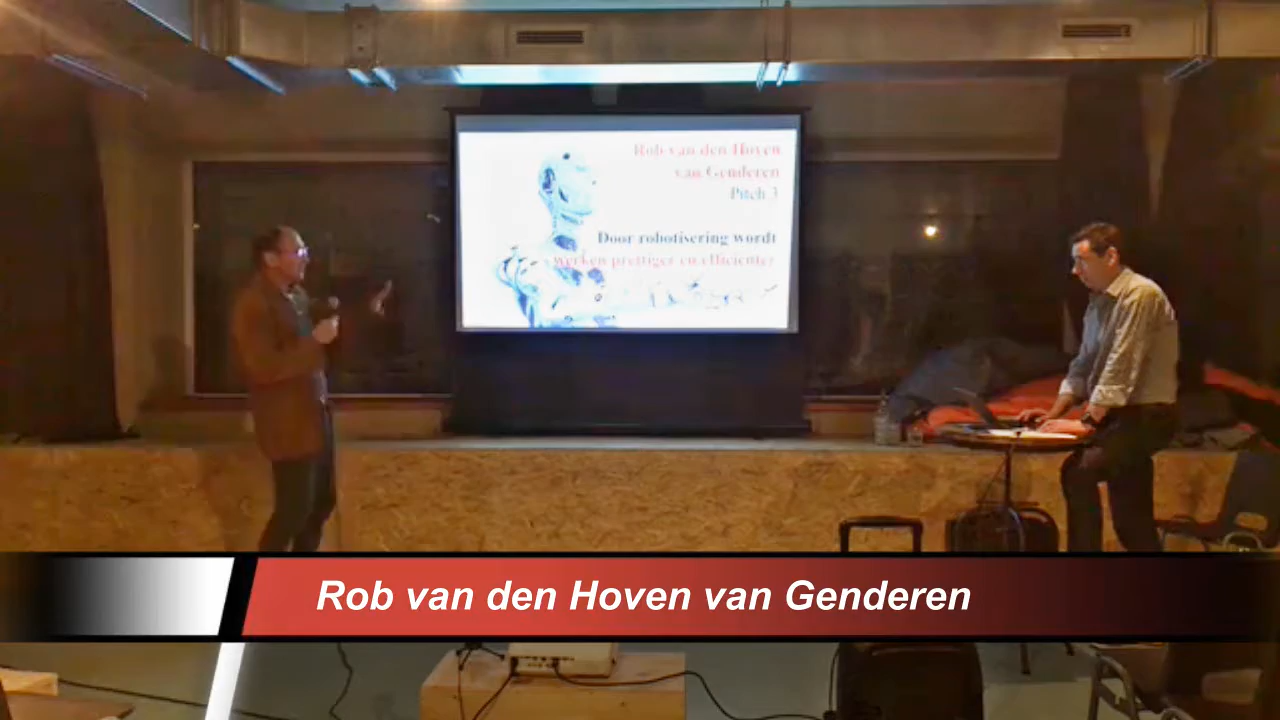 Rob van den Hoven
van Genderen
Pitch 3
Door robotisering wordt
werken prettiger en efficiënter
Rob van den Hoven van Genderen